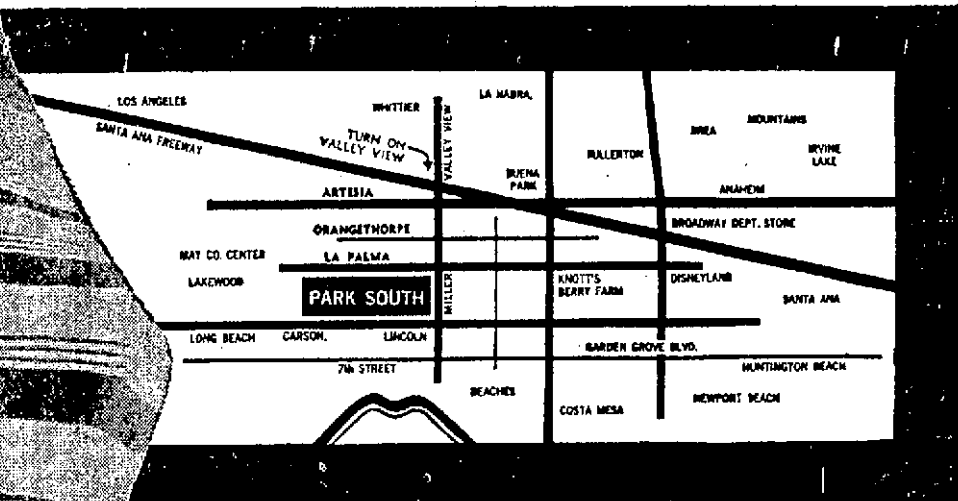 LOS ANGELES
SANTA ANA FREEWAY
WHITTIER
TURN ON
VALLEY VIEW
VALLEY VIEW
LA HABRA,
BUENA
PARK
FULLERTON
BREA
MOUNTAINS
IRVINE
LAKE
ARTESIA
ANAHEIM
ORANGETHORPE
BROADWAY DEPT. STORE
MAY CO. CENTER
LA PALMA
LAKEWOOD
PARK SOUTH
MILLER
KNOTT'S
BERRY FARM
DISNEYLAND
SANTA ANA
LONG BEACH
CARSON,
LINCOLN
GARDEN GROVE BLVD.
7th STREET
HUNTINGTON BEACH
BEACHES
COSTA MESA
NEWPORT BEACH